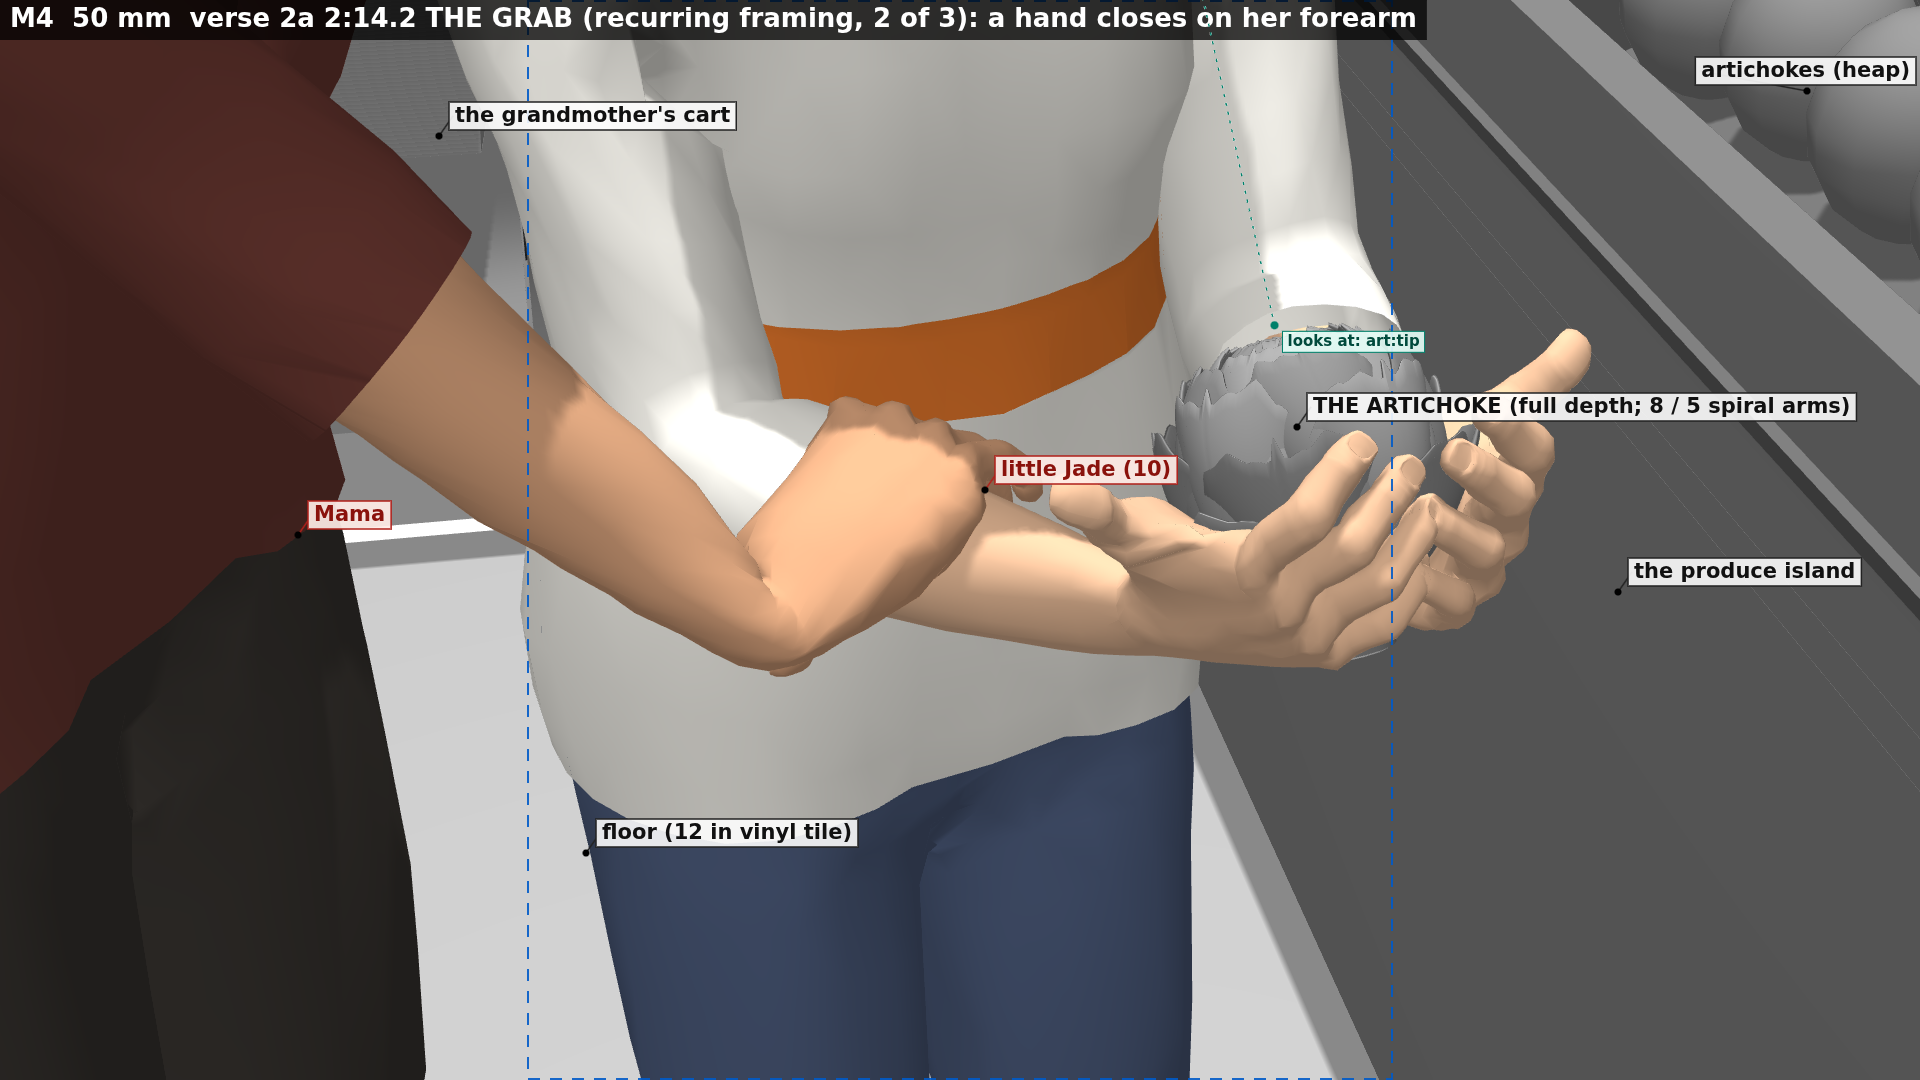 M4  50 mm  verse 2a 2:14.2 THE GRAB (recurring framing, 2 of 3): a hand closes on her forearm
artichokes (heap)
the grandmother's cart
looks at: art:tip
THE ARTICHOKE (full depth; 8 / 5 spiral arms)
little Jade (10)
Mama
the produce island
floor (12 in vinyl tile)